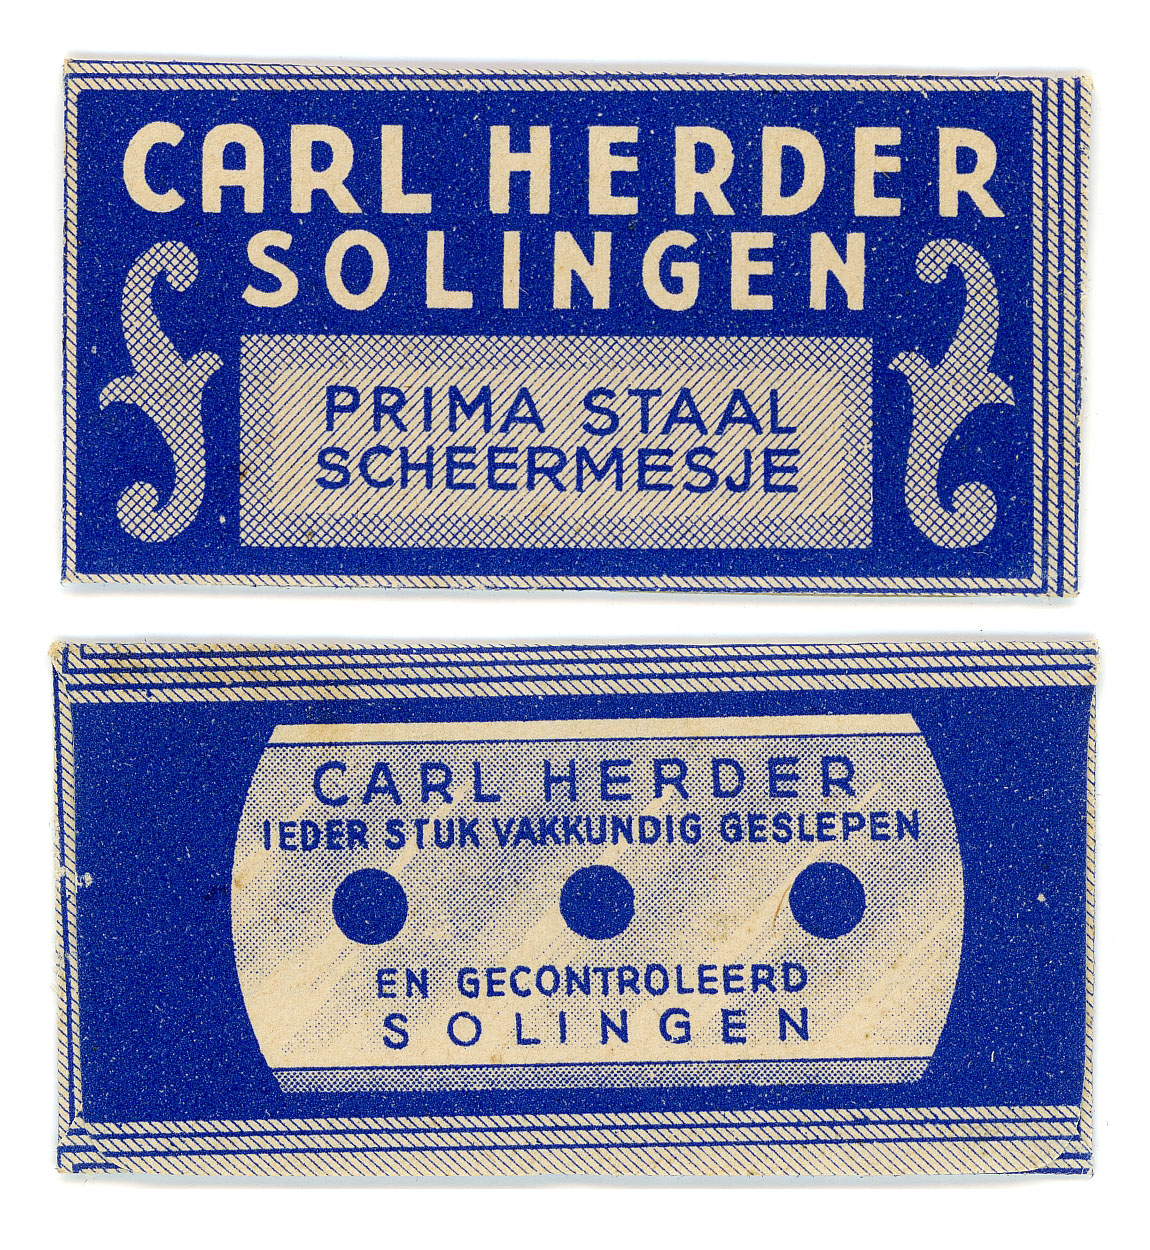 CARL HERDER
SOLINGEN
PRIMA STAAL
SCHEERMESJE
CARL HERDER
IEDER STUK VAKKUNDIG GESLEPEN
EN GECONTROLEERD
SOLINGEN